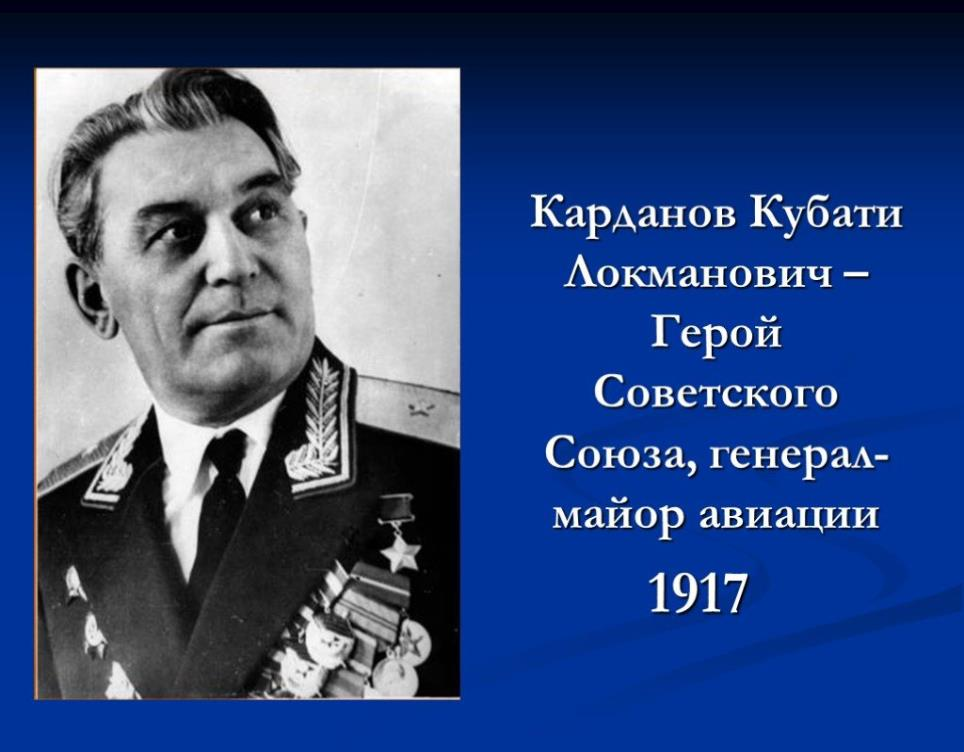 Карданов Кубати
Локманович –
Герой
Советского
Союза, генерал-
майор авиации
1917